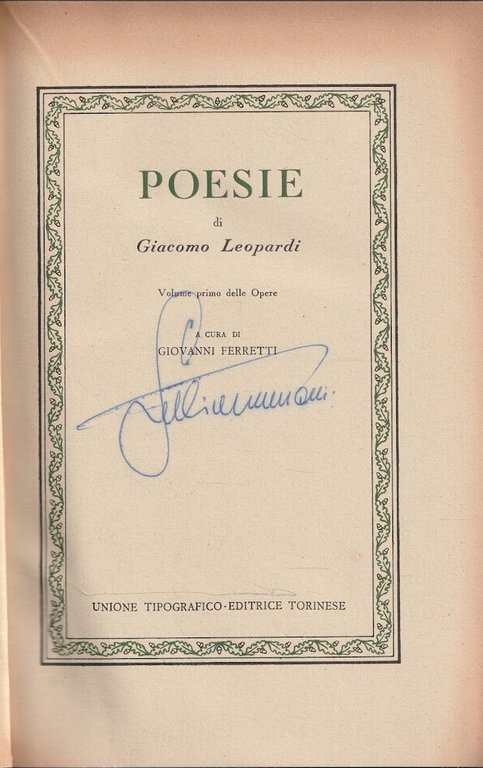 POESIE
di
Giacomo Leopardi
Volume primo delle Opere
A CURA DI
GIOVANNI FERRETTI
UNIONE TIPOGRAFICO-EDITRICE TORINESE